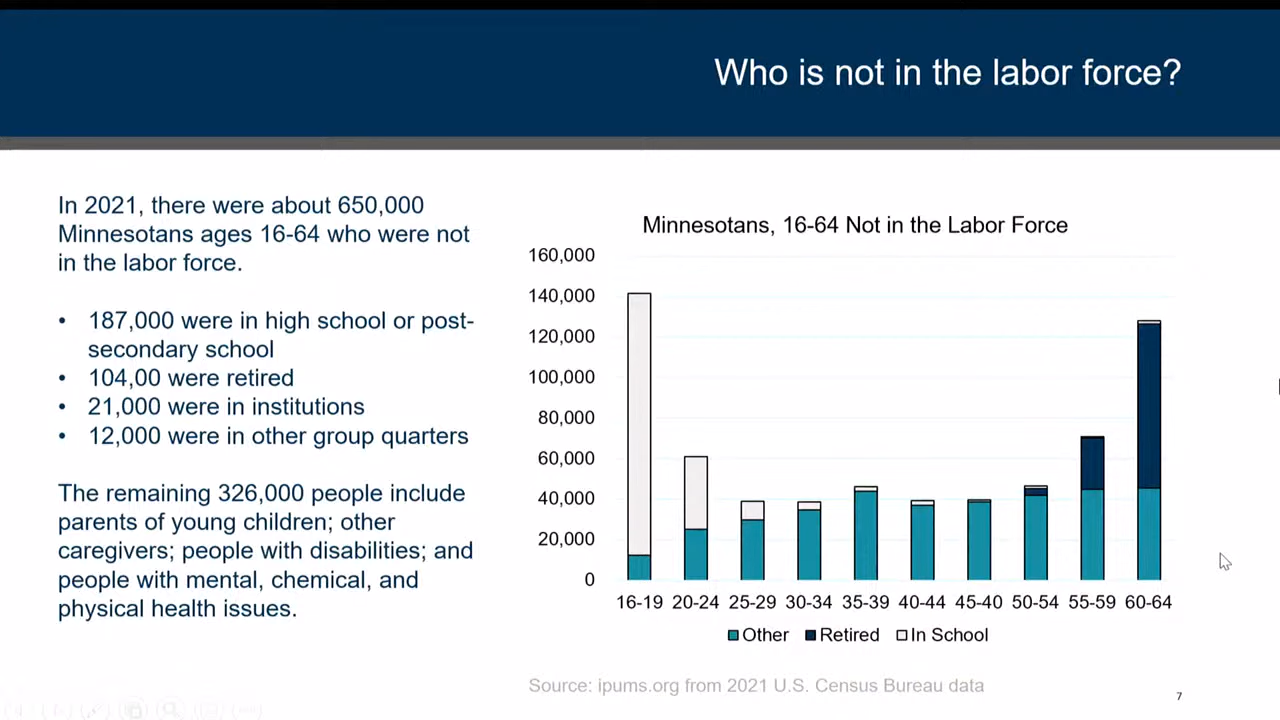 Who is not in the labor force?
In 2021, there were about 650,000
Minnesotans ages 16-64 who were not
in the labor force.
• 187,000 were in high school or post-
secondary school
• 104,00 were retired
• 21,000 were in institutions
• 12,000 were in other group quarters
The remaining 326,000 people include
parents of young children; other
caregivers; people with disabilities; and
people with mental, chemical, and
physical health issues.
Minnesotans, 16-64 Not in the Labor Force
160,000
140,000
120,000
100,000
80,000
60,000
40,000
20,000
0
16-19 20-24 25-29 30-34 35-39 40-44 45-40 50-54 55-59 60-64
Other Retired In School
Source: ipums.org from 2021 U.S. Census Bureau data
7